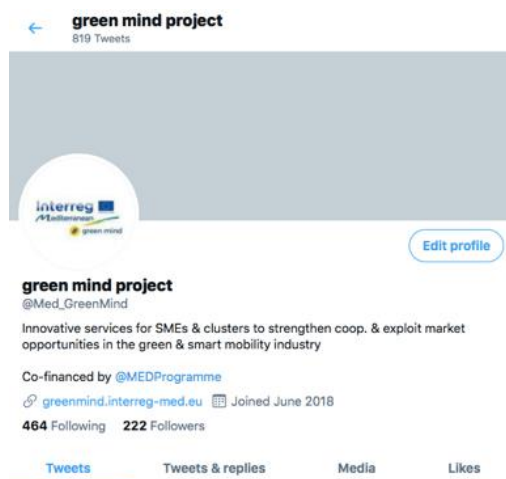 green mind project
819 Tweets
Interreg
Mediterranean
green mind
Edit profile
green mind project
@Med_GreenMind
Innovative services for SMEs & clusters to strengthen coop. & exploit market
opportunities in the green & smart mobility industry
Co-financed by @MEDProgramme
greenmind.interreg-med.eu Joined June 2018
464 Following 222 Followers
Tweets Tweets & replies Media Likes